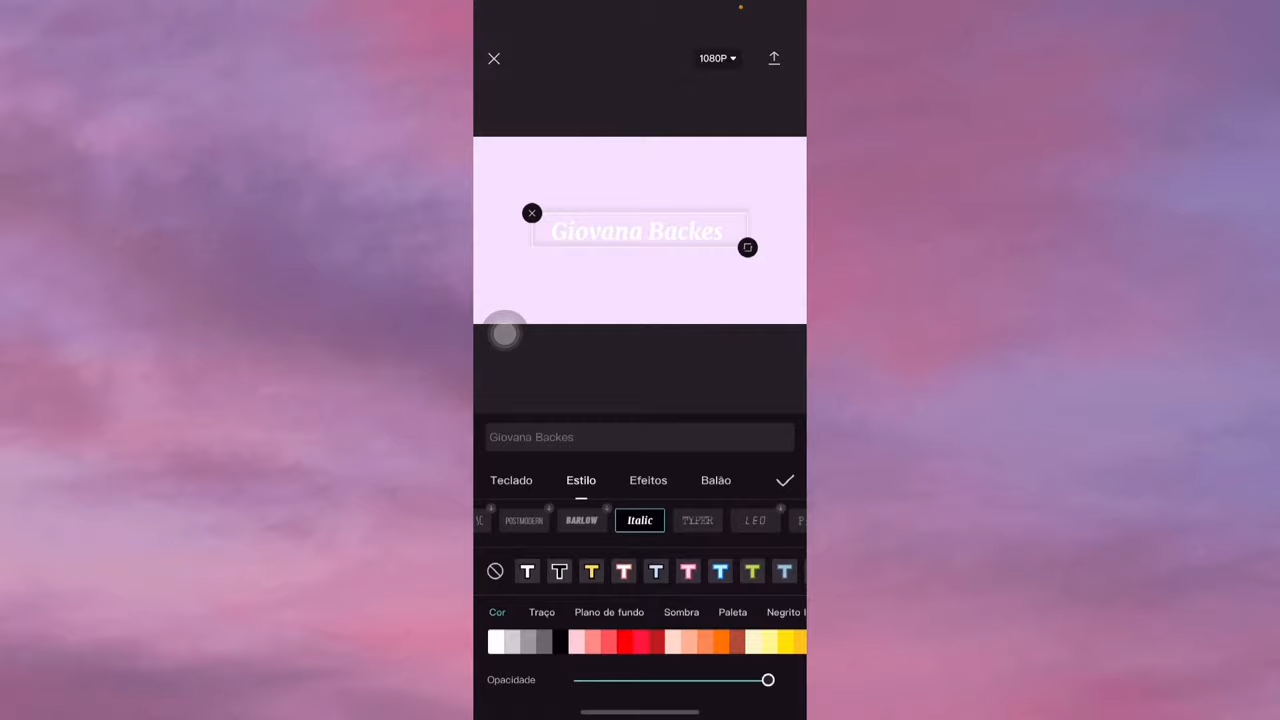 1080P
Giovana Backes
Giovana Backes
Teclado Estilo Efeitos Balão
POSTMODERN BARLOW Italic TYPER LEO
T T T T T T T T T
Cor Traço Plano de fundo Sombra Paleta Negrito
Opacidade